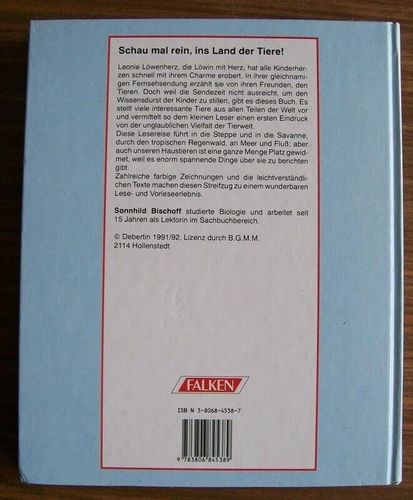 Schau mal rein, ins Land der Tiere!
Leonie Löwenherz, die Löwin mit Herz, hat alle Kinderher-
zen schnell mit ihrem Charme erobert. In ihrer gleichnami-
gen Fernsehsendung erzählt sie von ihren Freunden, den
Tieren. Doch weil die Sendezeit nicht ausreicht, um den
Wissensdurst der Kinder zu stillen, gibt es dieses Buch. Es
stellt viele interessante Tiere aus allen Teilen der Welt vor
und vermittelt so dem kleinen Leser einen ersten Eindruck
von der unglaublichen Vielfalt der Tierwelt.
Diese Lesereise führt in die Steppe und in die Savanne,
durch den tropischen Regenwald, an Meer und Fluß; aber
auch unseren Haustieren ist eine ganze Menge Platz gewid-
met, weil es enorm spannende Dinge über sie zu berichten
gibt.
Zahlreiche farbige Zeichnungen und die leichtverständli-
chen Texte machen diesen Streifzug zu einem wunderbaren
Lese- und Vorleseerlebnis.
Sonnhild Bischoff studierte Biologie und arbeitet seit
15 Jahren als Lektorin im Sachbuchbereich.
© Debertin 1991/92, Lizenz durch B.G.M.M.
2114 Hollenstedt
FALKEN
ISBN 3-8068-4538-7
9 783806 845389